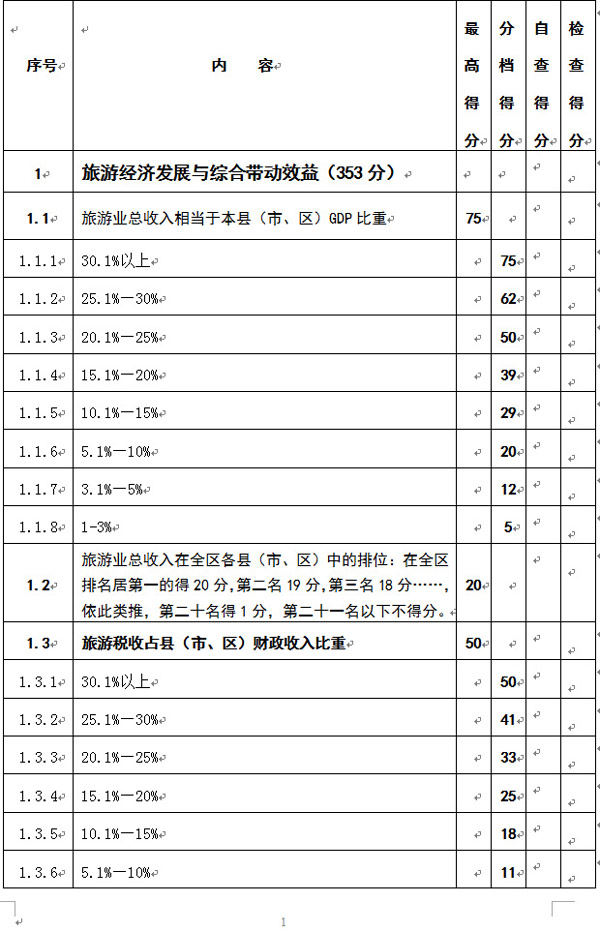 序号 内 容 最高得分 分档得分 自查得分 检查得分
1 旅游经济发展与综合带动效益（353 分）
1.1 旅游业总收入相当于本县（市、区）GDP 比重 75
1.1.1 30.1%以上 75
1.1.2 25.1%—30% 62
1.1.3 20.1%—25% 50
1.1.4 15.1%—20% 39
1.1.5 10.1%—15% 29
1.1.6 5.1%—10% 20
1.1.7 3.1%—5% 12
1.1.8 1-3% 5
旅游业总收入在全区各县（市、区）中的排位：在全区
1.2 排名居第一的得 20 分,第二名 19 分,第三名 18 分……, 20
依此类推，第二十名得 1 分，第二十一名以下不得分。
1.3 旅游税收占县（市、区）财政收入比重 50
1.3.1 30.1%以上 50
1.3.2 25.1%—30% 41
1.3.3 20.1%—25% 33
1.3.4 15.1%—20% 25
1.3.5 10.1%—15% 18
1.3.6 5.1%—10% 11
1